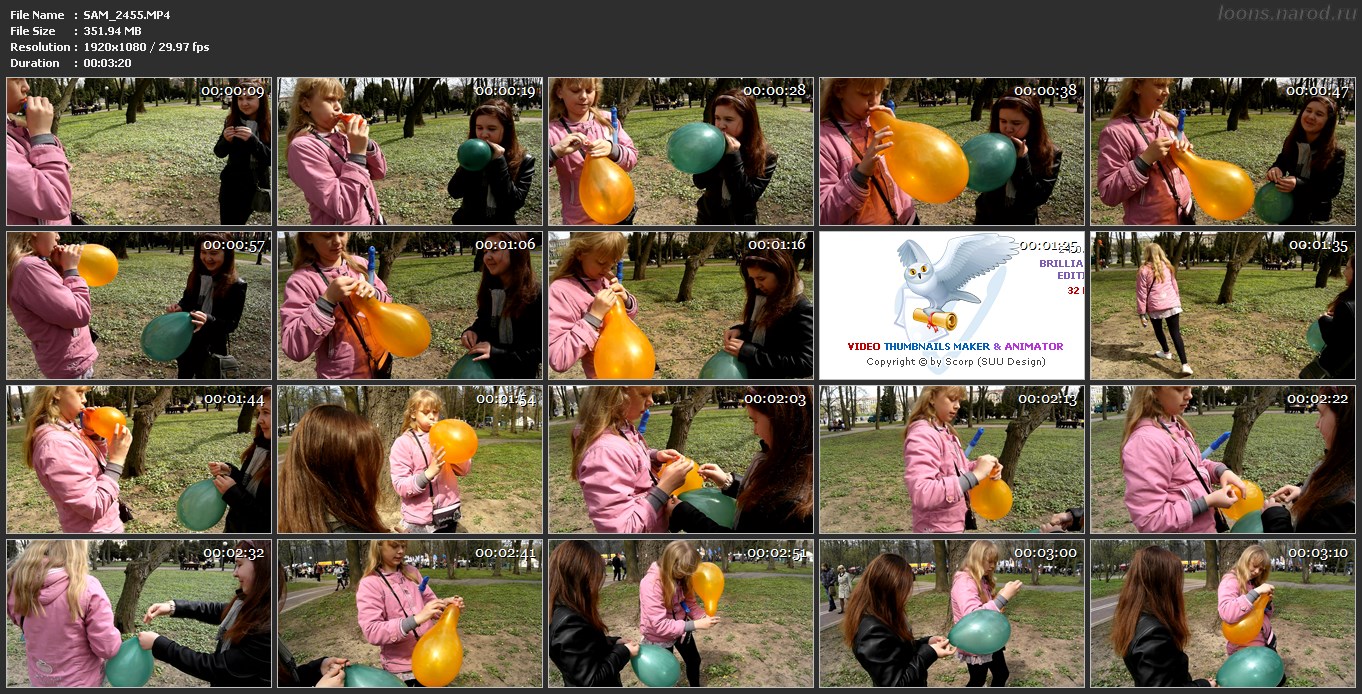 File Name : SAM_2455.MP4
File Size : 351.94 MB
Resolution : 1920x1080 / 29.97 fps
Duration : 00:03:20
loons.narod.ru
00:00:09
00:00:19
00:00:28
00:00:38
00:00:47
00:00:57
00:01:06
00:01:16
00:01:25
BRILLIA
EDITI
32
VIDEO THUMBNAILS MAKER & ANIMATOR
Copyright © by Scorp (SUU Design)
00:01:35
00:01:44
00:01:54
00:02:03
00:02:13
00:02:22
00:02:32
00:02:41
00:02:51
00:03:00
00:03:10